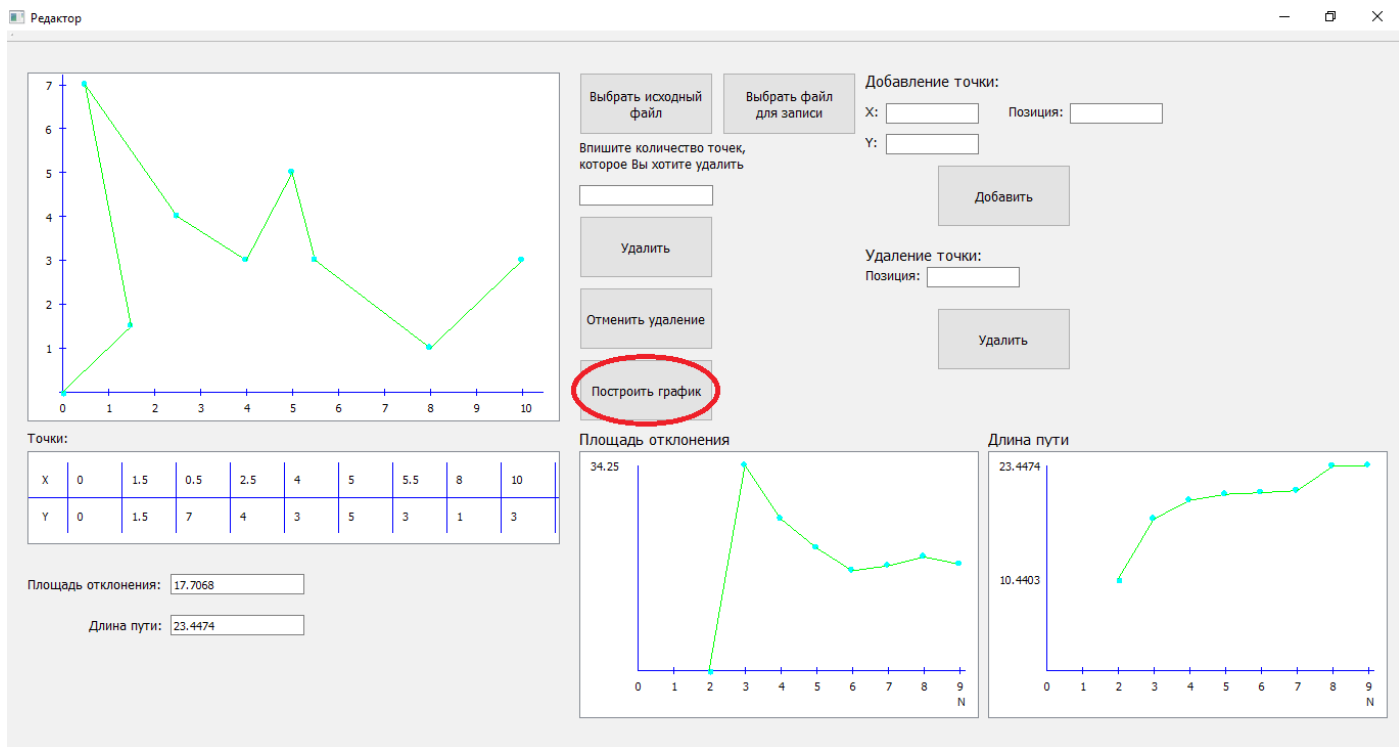 Редактор
7
6
5
4
3
2
1
0 1 2 3 4 5 6 7 8 9 10
Выбрать исходный
файл
Выбрать файл
для записи
Впишите количество точек,
которое Вы хотите удалить
Удалить
Отменить удаление
Построить график
Добавление точки:
X:
Позиция:
Y:
Добавить
Удаление точки:
Позиция:
Удалить
Точки:
X 0 1.5 0.5 2.5 4 5 5.5 8 10
Y 0 1.5 7 4 3 5 3 1 3
Площадь отклонения: 17.7068
Длина пути: 23.4474
Площадь отклонения
34.25
0 1 2 3 4 5 6 7 8 9
N
Длина пути
23.4474
10.4403
0 1 2 3 4 5 6 7 8 9
N